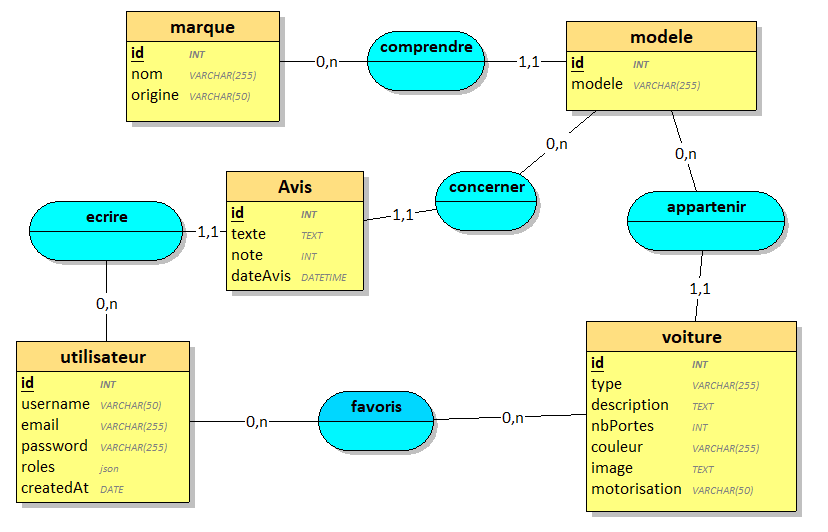 marque
id INT
nom VARCHAR(255)
origine VARCHAR(50)
0,n
comprendre
1,1
modele
id INT
modele VARCHAR(255)
0,n
0,n
concerner
1,1
appartenir
1,1
Avis
id INT
texte TEXT
note INT
dateAvis DATETIME
ecrire
1,1
0,n
utilisateur
id INT
username VARCHAR(50)
email VARCHAR(255)
password VARCHAR(255)
roles json
createdAt DATE
0,n
favoris
0,n
voiture
id INT
type VARCHAR(255)
description TEXT
nbPortes INT
couleur VARCHAR(255)
image TEXT
motorisation VARCHAR(50)